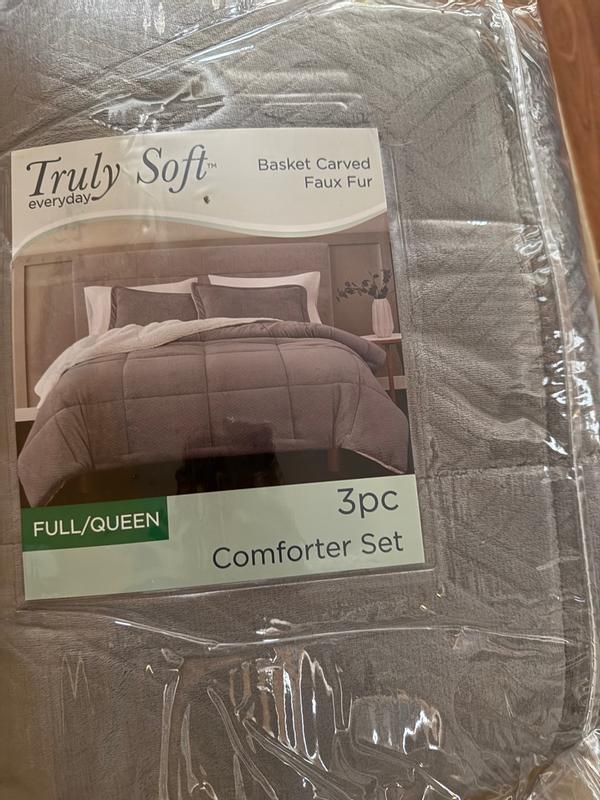 Truly Soft™
everyday
Basket Carved
Faux Fur
FULL/QUEEN
3pc
Comforter Set